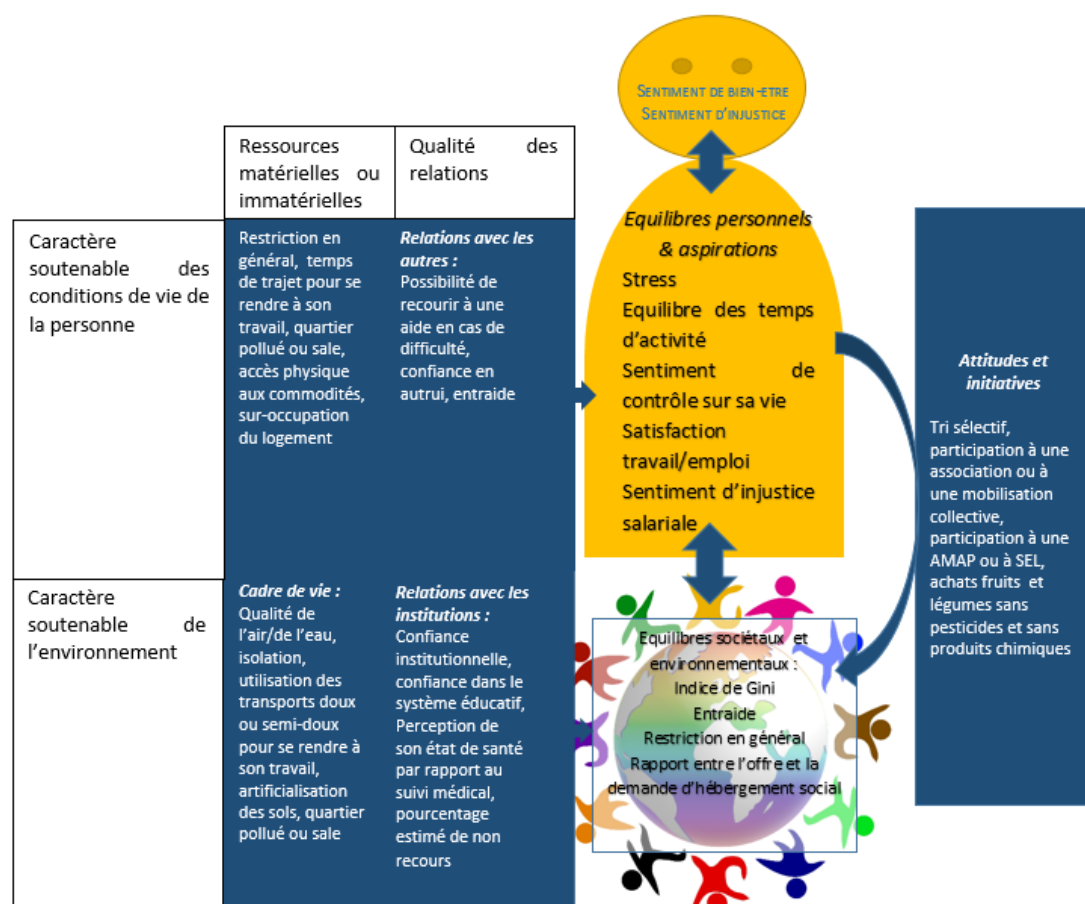 SENTIMENT DE BIEN-ETRE
SENTIMENT D'INJUSTICE
Ressources
matérielles ou
immatérielles
Qualité des
relations
Caractère
soutenable des
conditions de vie de
la personne
Restriction en
général, temps
de trajet pour se
rendre à son
travail, quartier
pollué ou sale,
accès physique
aux commodités,
sur-occupation
du logement
Relations avec les
autres :
Possibilité de
recourir à une
aide en cas de
difficulté,
confiance en
autrui, entraide
Equilibres personnels
& aspirations
Stress
Equilibre des temps
d'activité
Sentiment de
contrôle sur sa vie
Satisfaction
travail/emploi
Sentiment d'injustice
salariale
Attitudes et
initiatives
Tri sélectif,
participation à une
association ou à
une mobilisation
collective,
participation à une
AMAP ou à SEL,
achats fruits et
légumes sans
pesticides et sans
produits chimiques
Caractère
soutenable de
l'environnement
Cadre de vie :
Qualité de
l'air/de l'eau,
isolation,
utilisation des
transports doux
ou semi-doux
pour se rendre à
son travail,
artificialisation
des sols, quartier
pollué ou sale
Relations avec les
institutions :
Confiance
institutionnelle,
confiance dans le
système éducatif,
Perception de
son état de santé
par rapport au
suivi médical,
pourcentage
estimé de non
recours
Equilibres sociétaux et
environnementaux :
Indice de Gini
Entraide
Restriction en général
Rapport entre l'offre et la
demande d'hébergement social